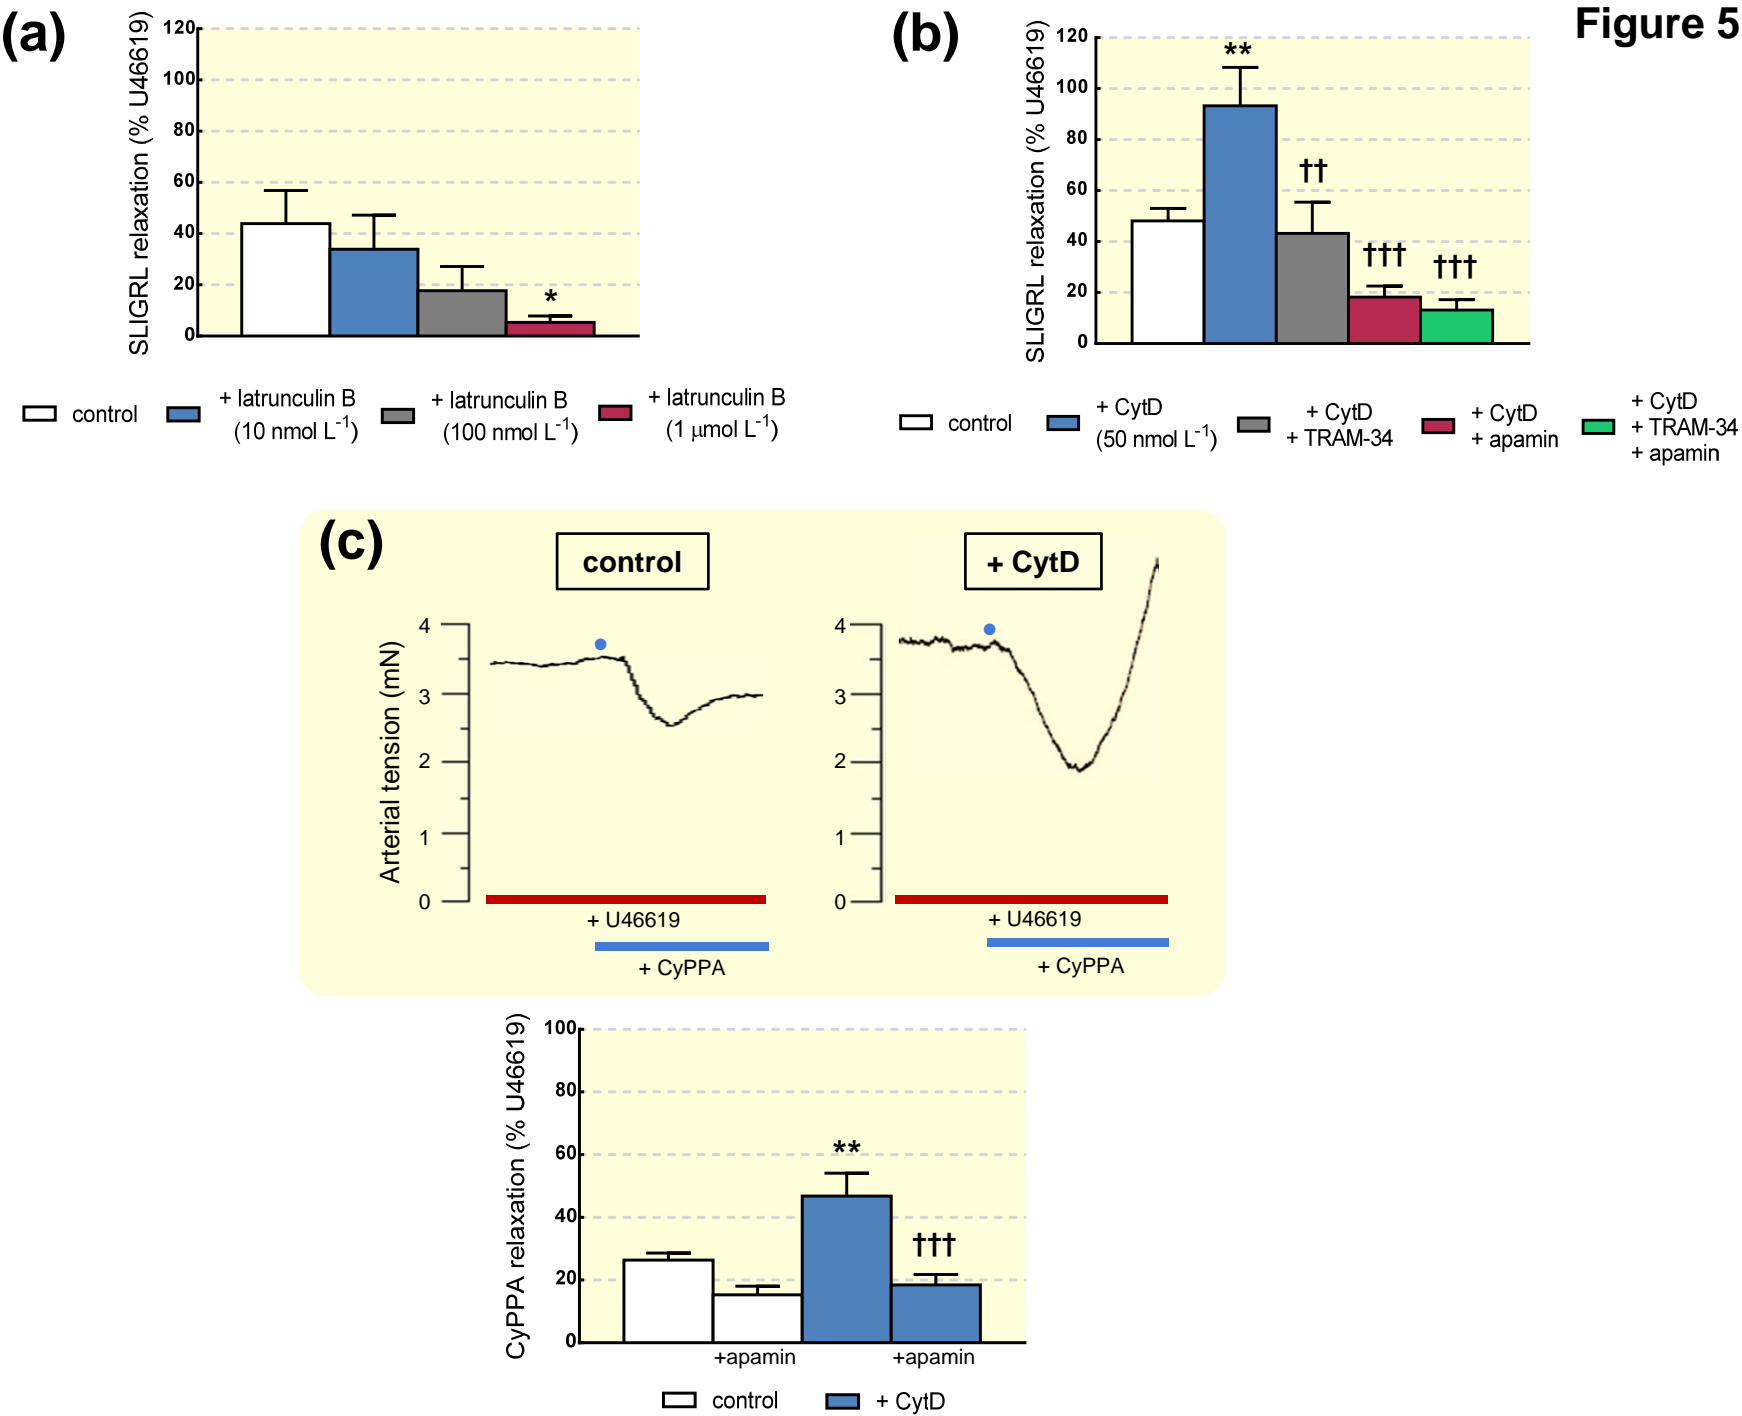 Figure 5
(a)
SLIGRL relaxation (% U46619)
120
100
80
60
40
20
0
*
control
+ latrunculin B
(10 nmol L-1)
+ latrunculin B
(100 nmol L-1)
+ latrunculin B
(1 µmol L-1)
(b)
SLIGRL relaxation (% U46619)
120
100
80
60
40
20
0
**
††
†††
†††
control
+ CytD
(50 nmol L-1)
+ CytD
+ TRAM-34
+ CytD
+ apamin
+ CytD
+ TRAM-34
+ apamin
(c)
control
Arterial tension (mN)
4
3
2
1
0
+ U46619
+ CyPPA
+ CytD
4
3
2
1
0
+ U46619
+ CyPPA
CyPPA relaxation (% U46619)
100
80
60
40
20
0
**
†††
+apamin
+apamin
control
+ CytD